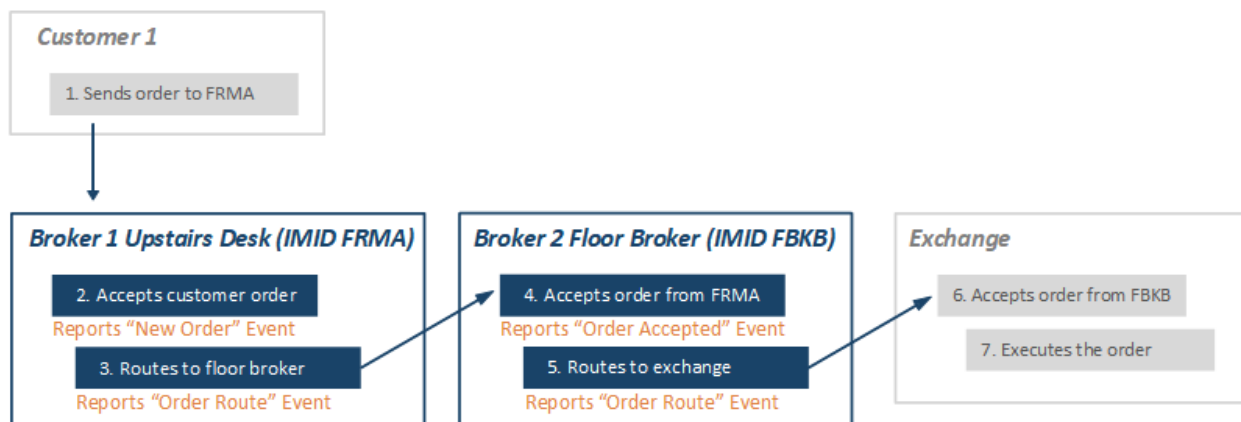 Customer 1
1. Sends order to FRMA
Broker 1 Upstairs Desk (IMID FRMA)
2. Accepts customer order
Reports “New Order” Event
3. Routes to floor broker
Reports “Order Route” Event
Broker 2 Floor Broker (IMID FBKB)
4. Accepts order from FRMA
Reports “Order Accepted” Event
5. Routes to exchange
Reports “Order Route” Event
Exchange
6. Accepts order from FBKB
7. Executes the order